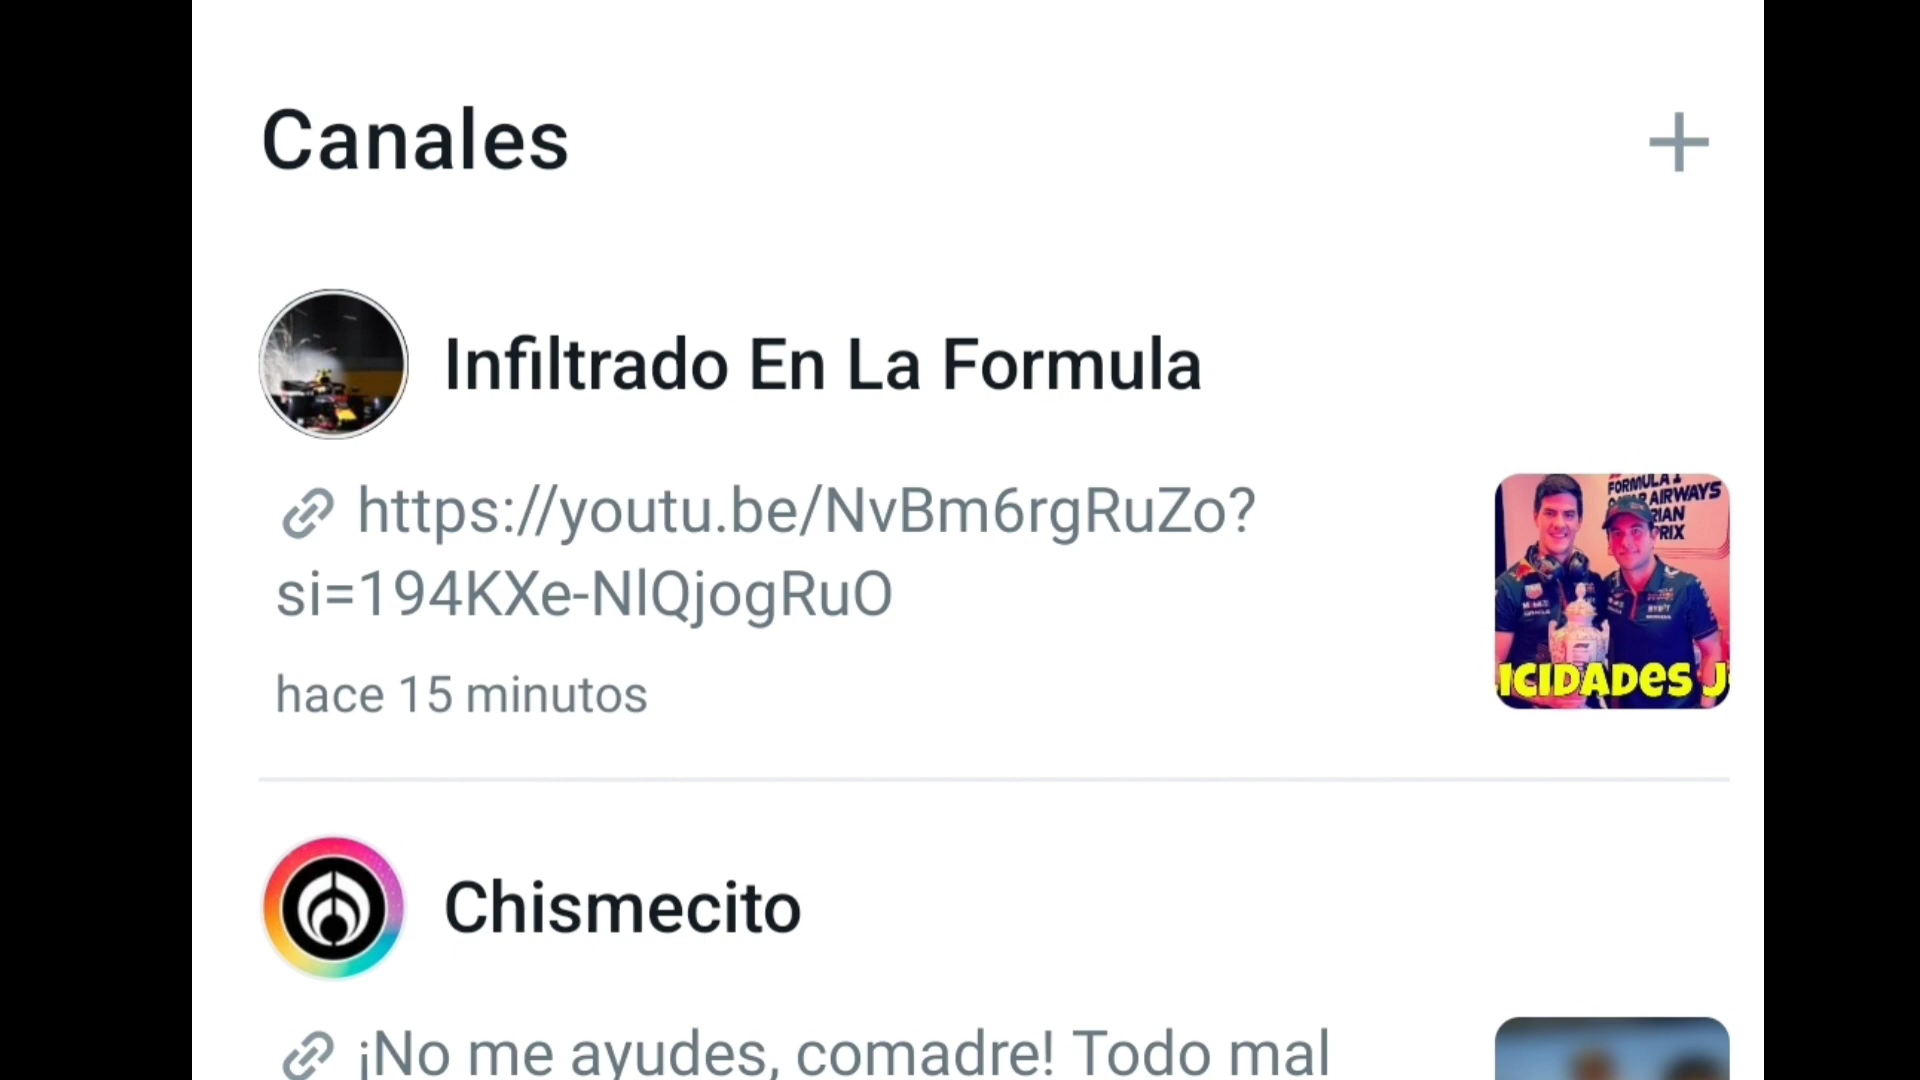 Canales
Infiltrado En La Formula
https://youtu.be/NvBm6rgRuZo?
si=194KXe-NlQjogRuO
hace 15 minutos
FORMULA 1
AIRWAYS
RIAN
PRIX
ICIDADES J
Chismecito
¡No me ayudes, comadre! Todo mal